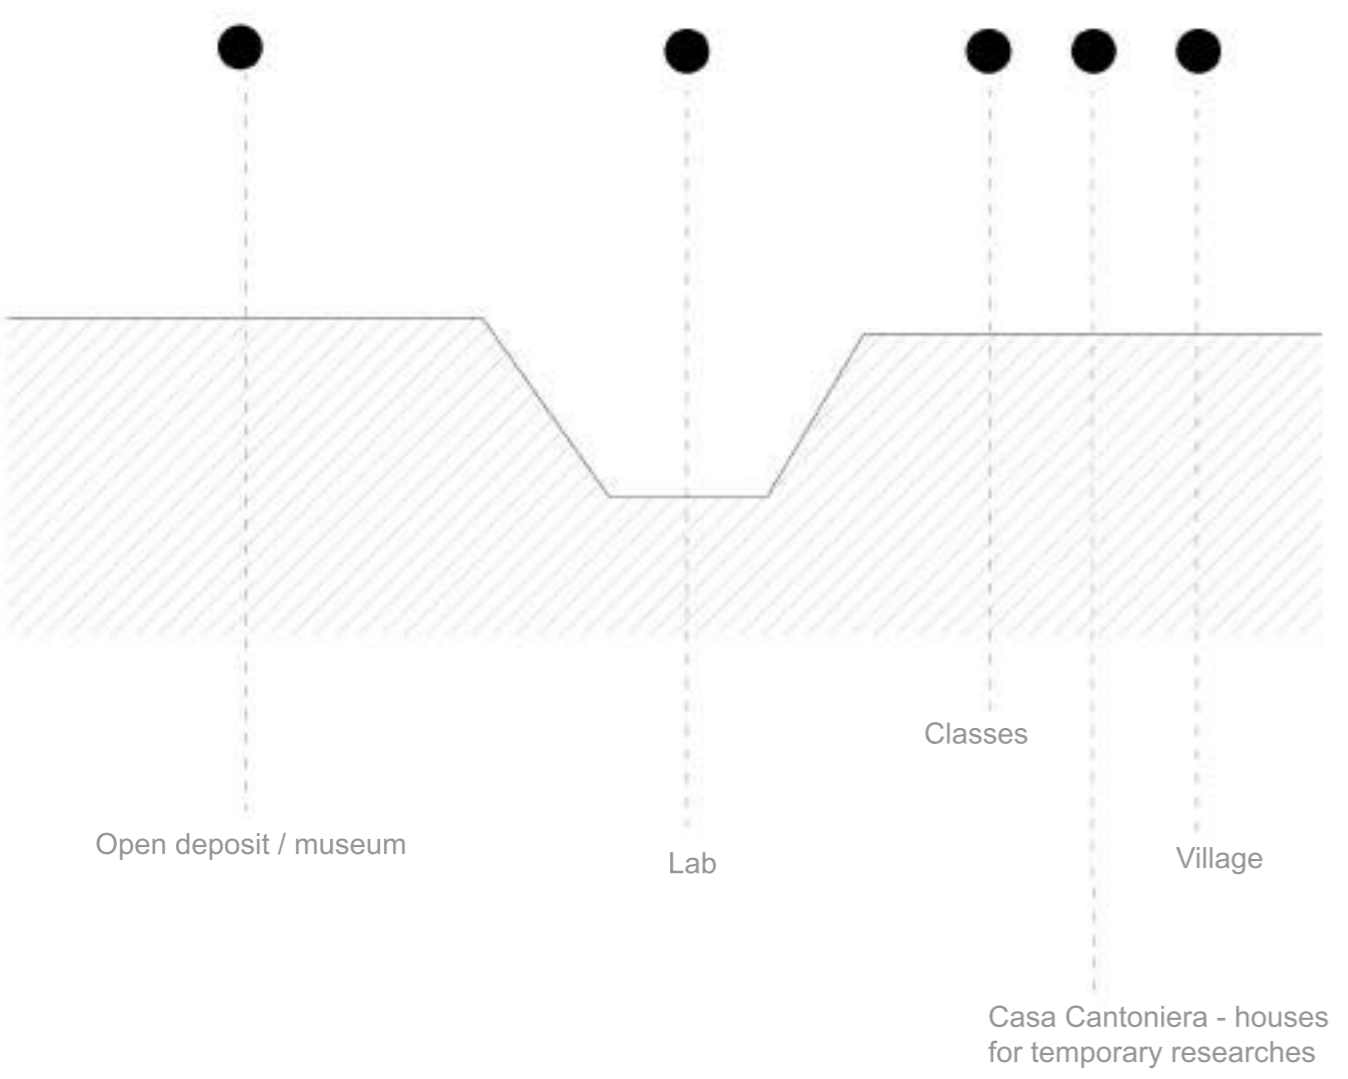 Classes
Open deposit / museum
Lab
Village
Casa Cantoniera - houses
for temporary researches